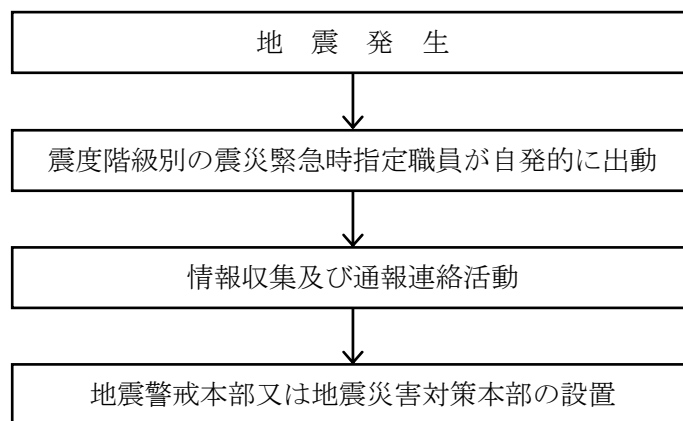 地　震　発　生
震度階級別の震災緊急時指定職員が自発的に出動
情報収集及び通報連絡活動
地震警戒本部又は地震災害対策本部の設置